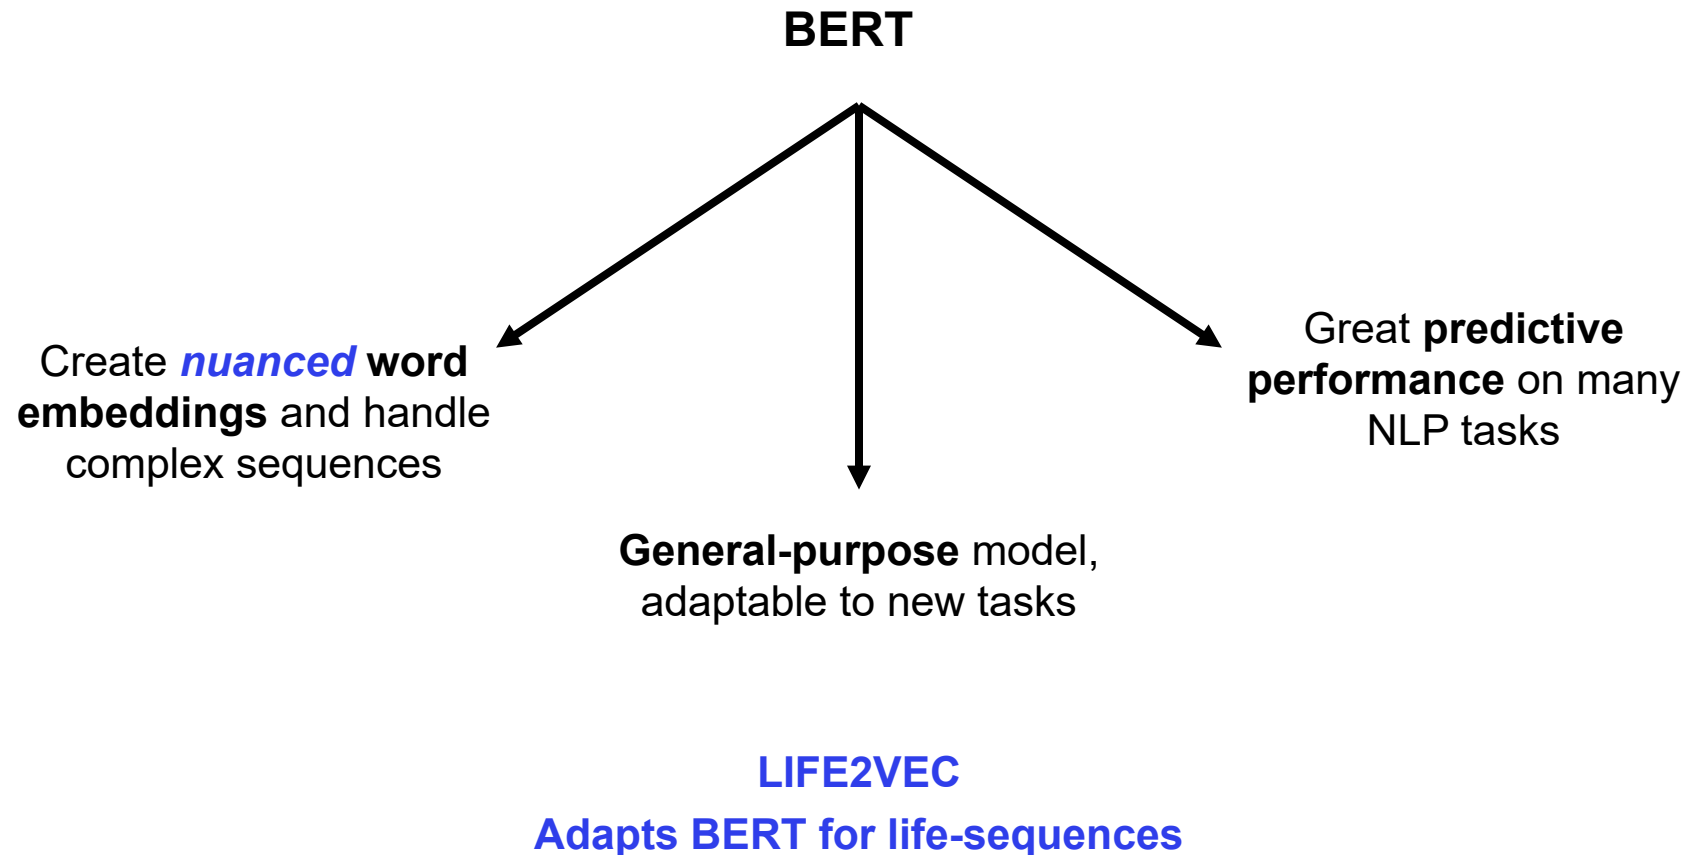 BERT
Create nuanced word
embeddings and handle
complex sequences
General-purpose model,
adaptable to new tasks
Great predictive
performance on many
NLP tasks
LIFE2VEC
Adapts BERT for life-sequences